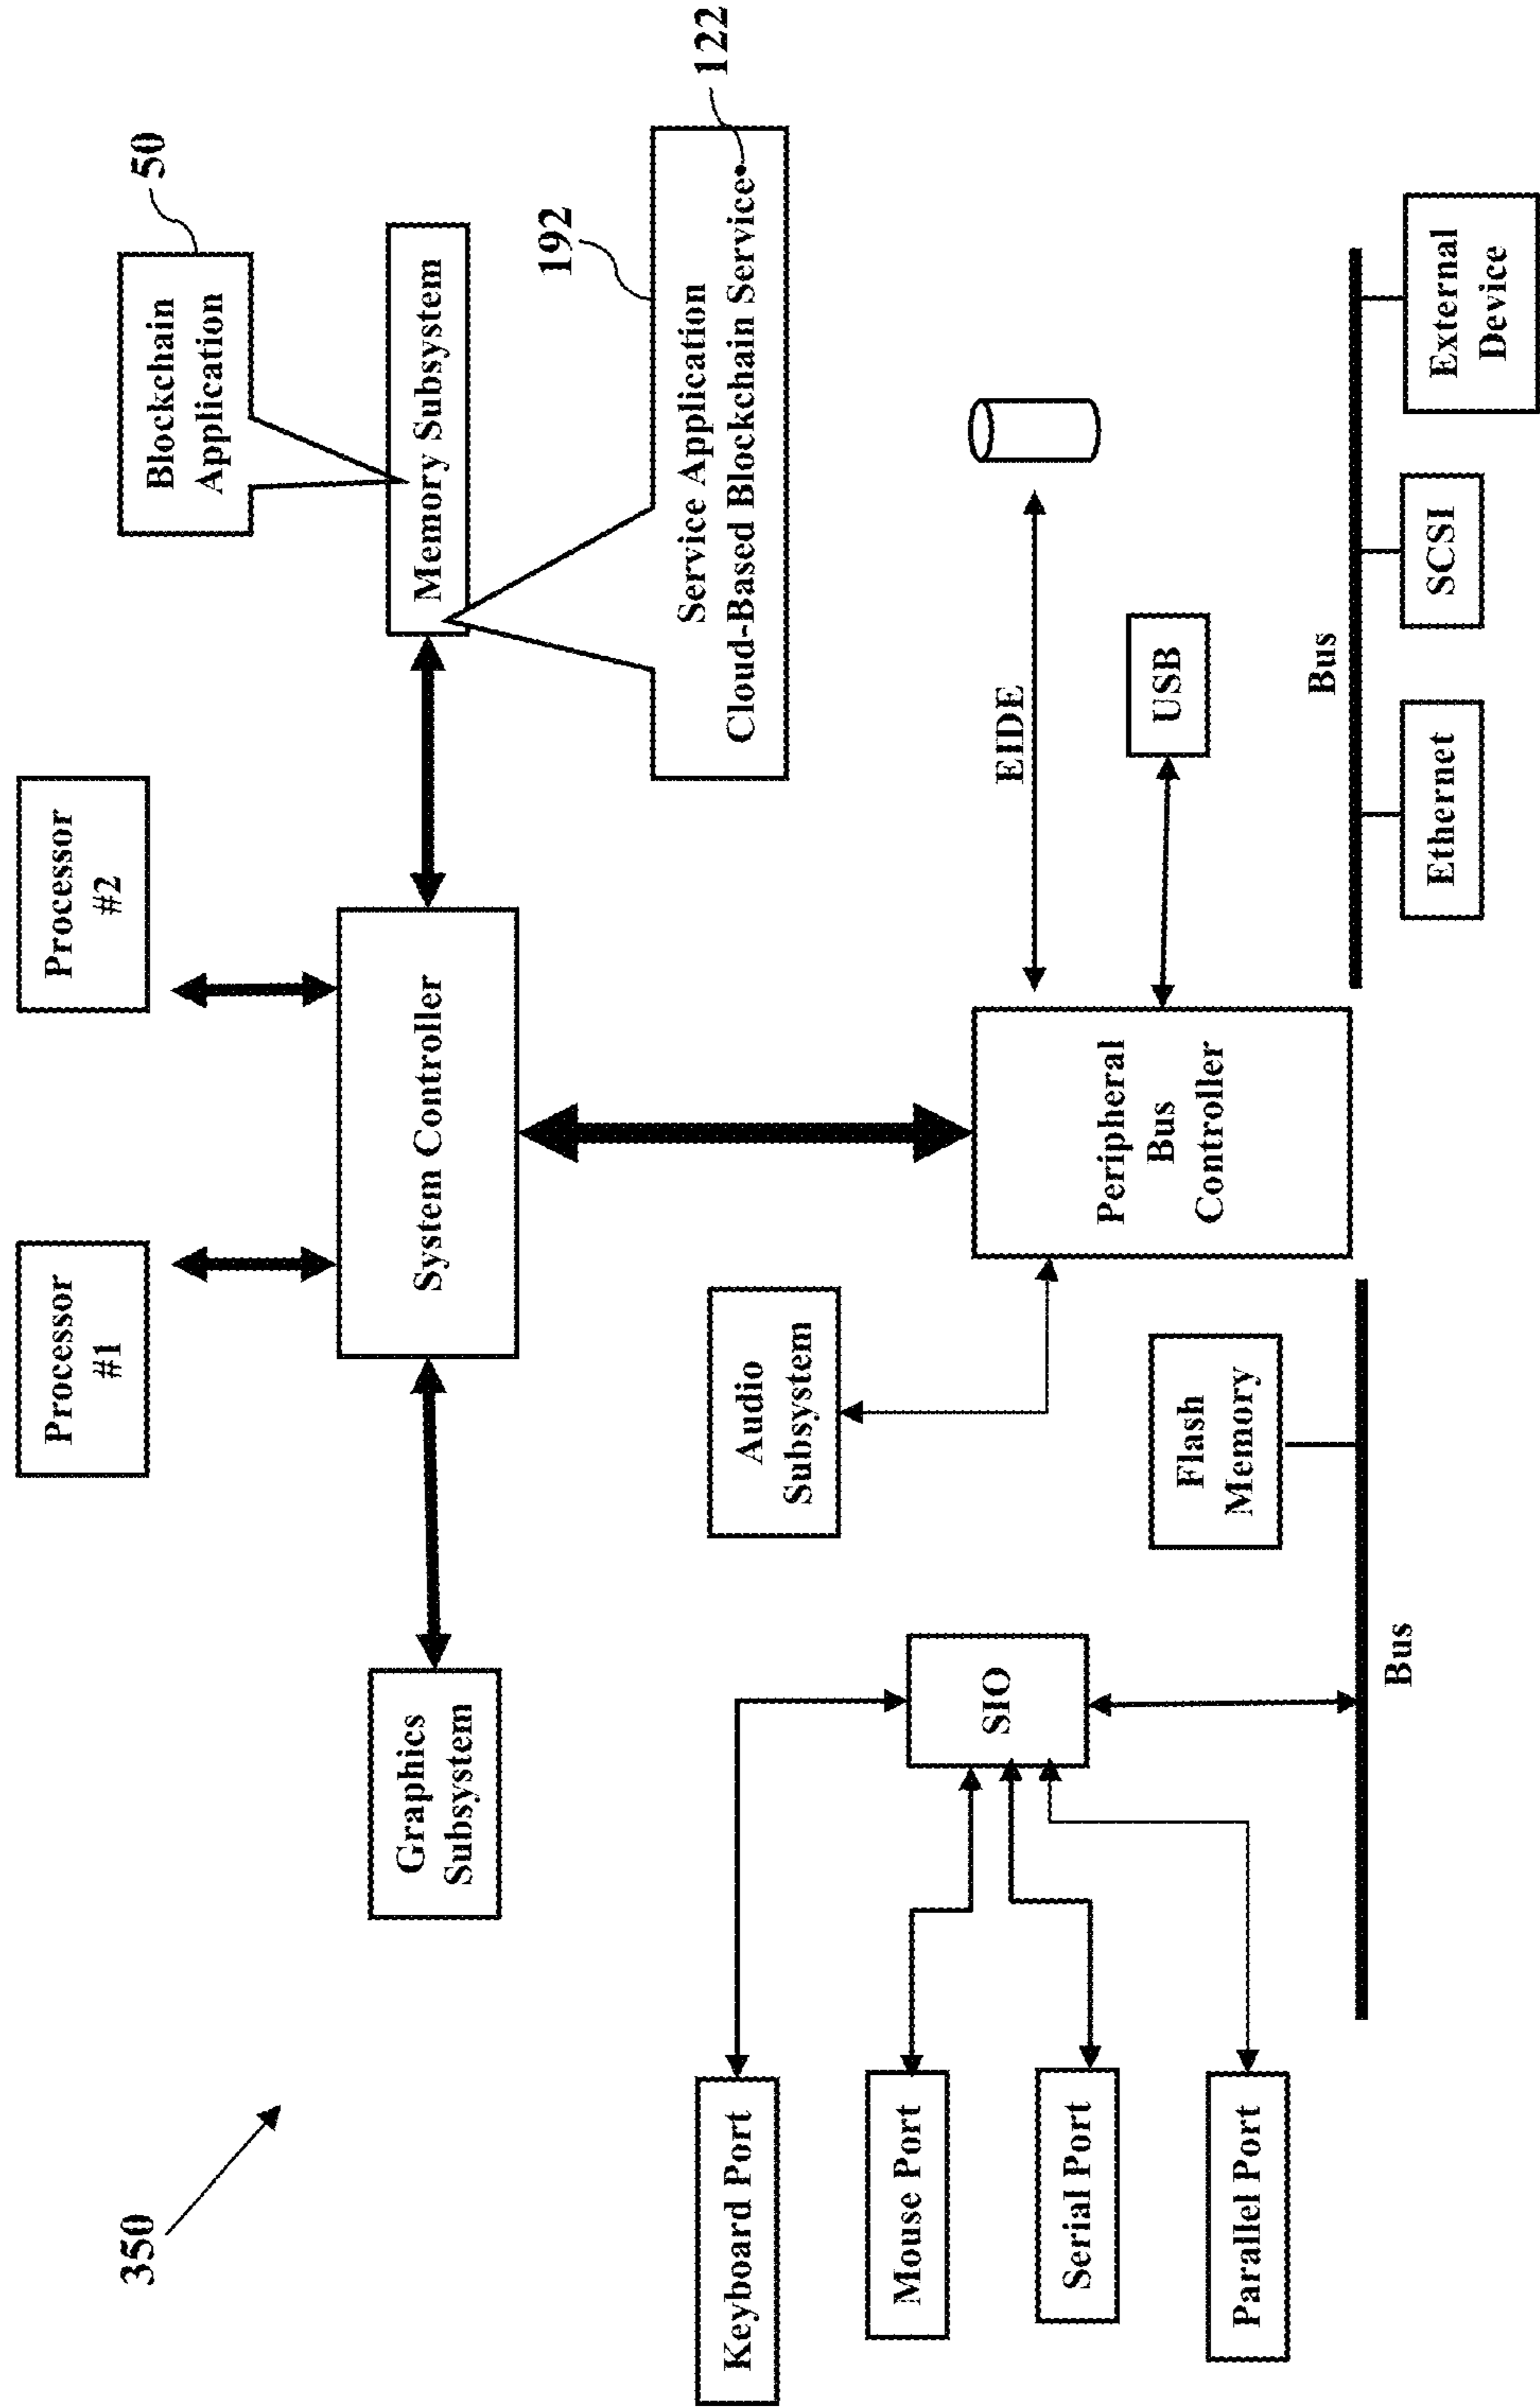 350
Processor
#1
Processor
#2
Blockchain
Application
50
Graphics
Subsystem
System Controller
Memory Subsystem
192
Service Application
Cloud-Based Blockchain Service
122
Keyboard Port
Mouse Port
Serial Port
Parallel Port
SIO
Audio
Subsystem
Flash
Memory
Bus
Peripheral
Bus
Controller
EIDE
USB
Bus
Ethernet
SCSI
External
Device